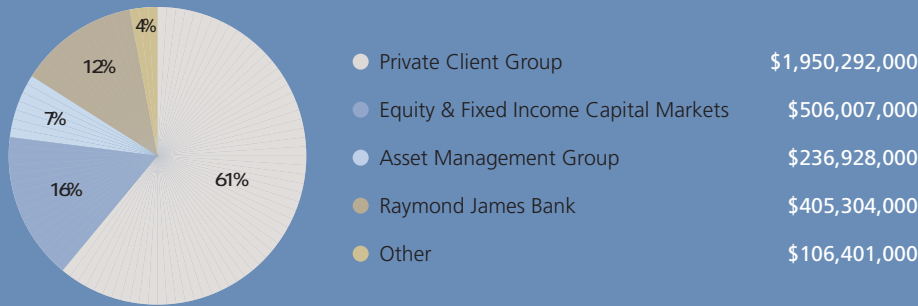 4%
12%
7%
16%
61%
Private Client Group $1,950,292,000
Equity & Fixed Income Capital Markets $506,007,000
Asset Management Group $236,928,000
Raymond James Bank $405,304,000
Other $106,401,000